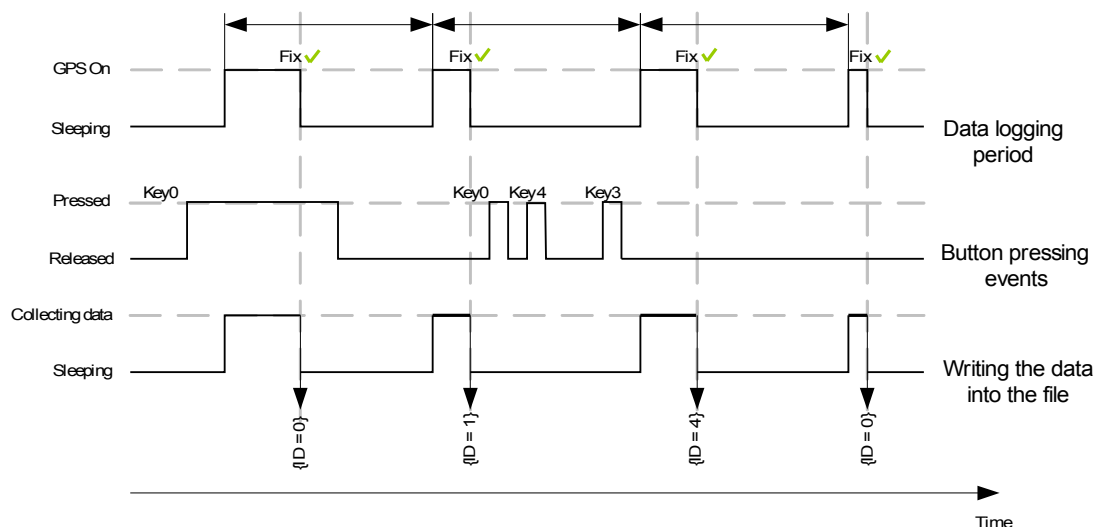 Fix
Fix
Fix
Fix
GPS On
Sleeping
Data logging
period
Key0
Key0
Key4
Key3
Pressed
Released
Button pressing
events
Collecting data
Sleeping
Writing the data
into the file
{ID = 0}
{ID = 1}
{ID = 4}
{ID = 0}
Time